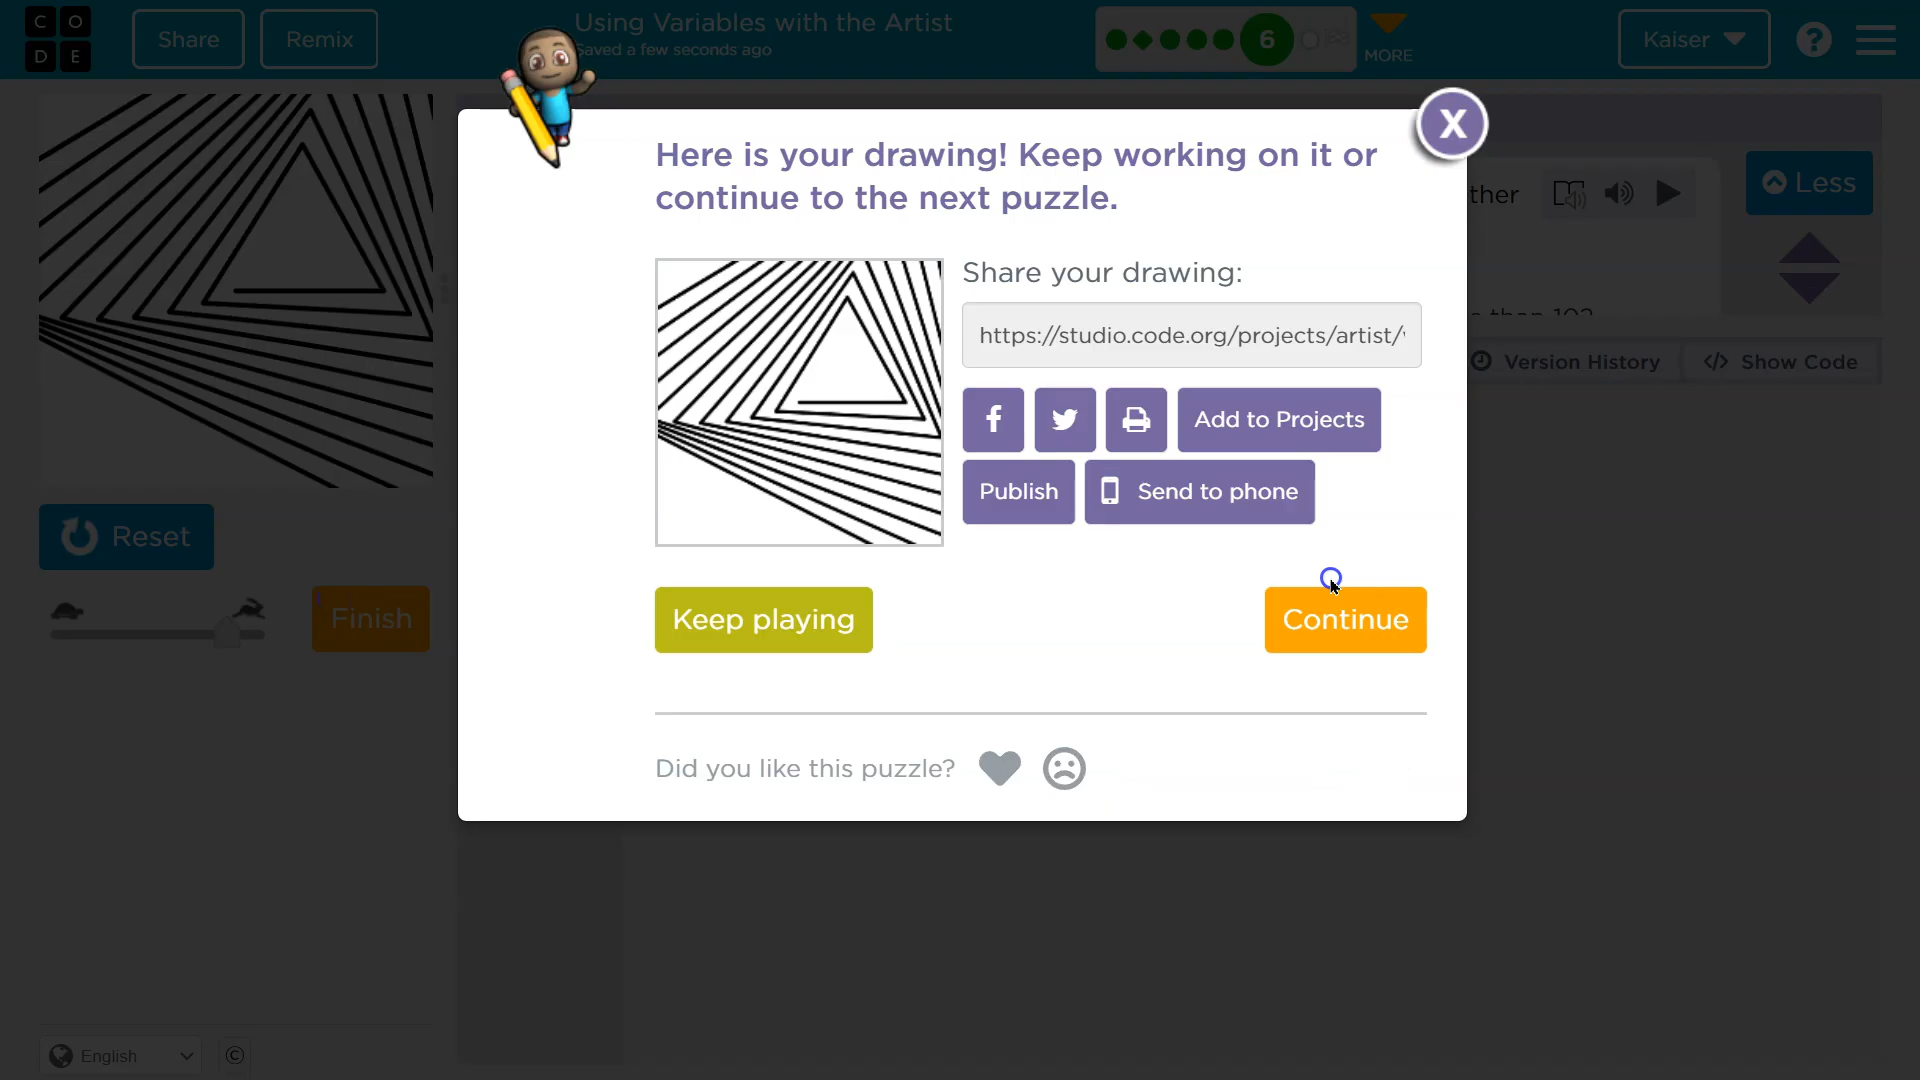 C O
D E
Share
Remix
Using Variables with the Artist
Saved a few seconds ago
6
MORE
Kaiser
?
Here is your drawing! Keep working on it or
continue to the next puzzle.
X
ther
Less
Share your drawing:
https://studio.code.org/projects/artist/
than 102
Version History
</> Show Code
f
Add to Projects
Publish
Send to phone
Reset
Finish
Keep playing
Continue
Did you like this puzzle?
English
©